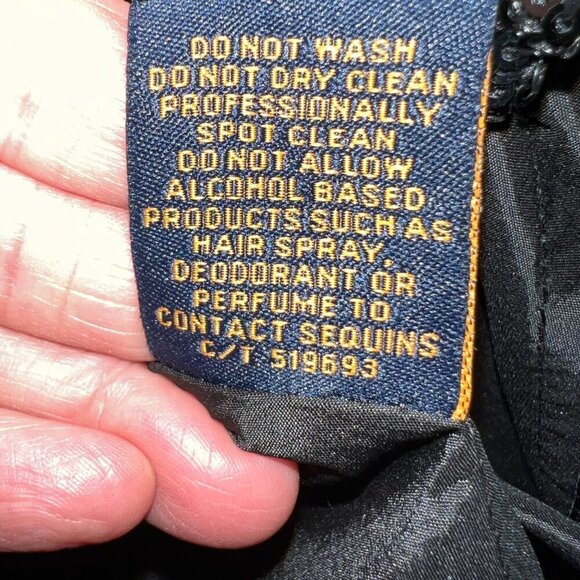 DO NOT WASH
DO NOT DRY CLEAN
PROFESSIONALLY
SPOT CLEAN
DO NOT ALLOW
ALCOHOL BASED
PRODUCTS SUCH AS
HAIR SPRAY,
DEODORANT OR
PERFUME TO
CONTACT SEQUINS
C/T 519693